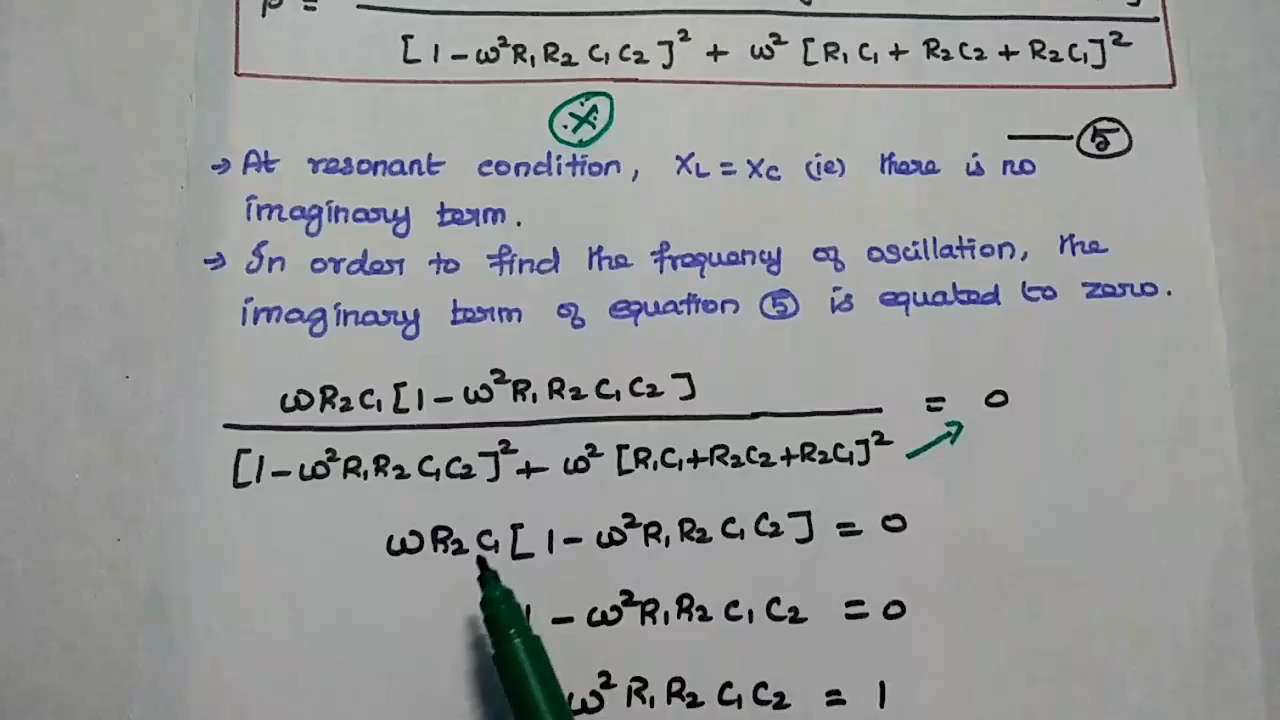 β =
[1 - ω²R₁R₂C₁C₂]² + ω² [R₁C₁ + R₂C₂ + R₂C₁]²
X
5
→ At resonant condition, XL = XC (ie) there is no
imaginary term.
→ In order to find the frequency of oscillation, the
imaginary term of equation 5 is equated to zero.
ωR₂C₁[1 - ω²R₁R₂C₁C₂]
= 0
[1 - ω²R₁R₂C₁C₂]² + ω² [R₁C₁+R₂C₂+R₂C₁]²
ωR₂C₁[1 - ω²R₁R₂C₁C₂] = 0
- ω²R₁R₂C₁C₂ = 0
ω²R₁R₂C₁C₂ = 1